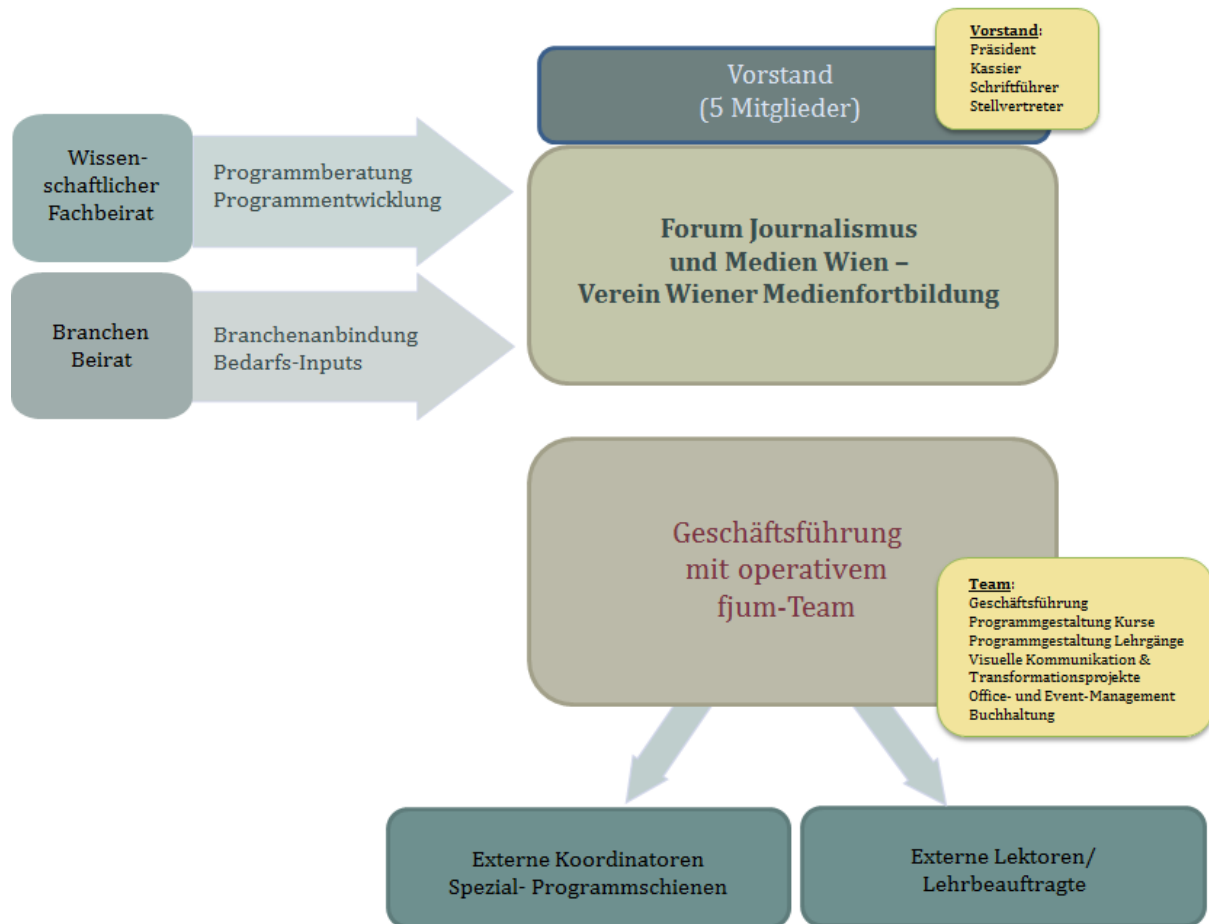 Vorstand:
Präsident
Kassier
Schriftführer
Stellvertreter
Vorstand
(5 Mitglieder)
Wissen-
schaftlicher
Fachbeirat
Programmberatung
Programmentwicklung
Forum Journalismus
und Medien Wien –
Verein Wiener Medienfortbildung
Branchen
Beirat
Branchenanbindung
Bedarfs-Inputs
Geschäftsführung
mit operativem
fjum-Team
Team:
Geschäftsführung
Programmgestaltung Kurse
Programmgestaltung Lehrgänge
Visuelle Kommunikation &
Transformationsprojekte
Office- und Event-Management
Buchhaltung
Externe Koordinatoren
Spezial- Programmschienen
Externe Lektoren/
Lehrbeauftragte